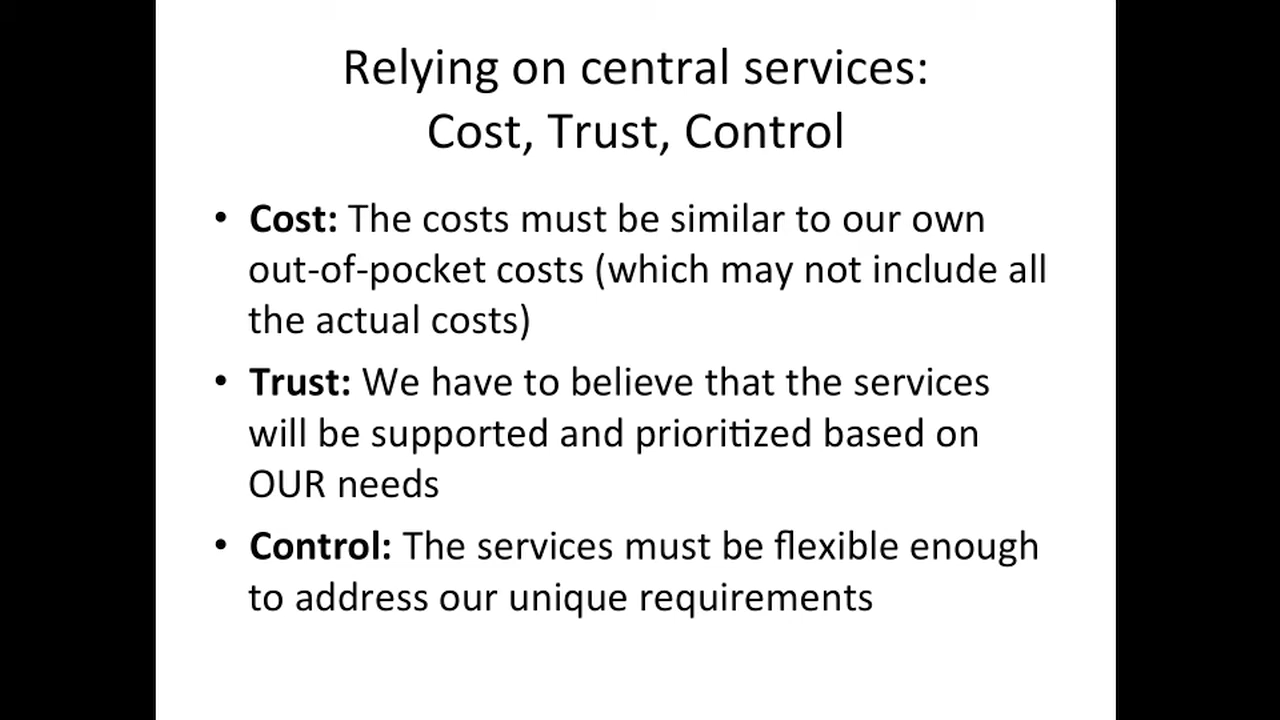 Relying on central services:
Cost, Trust, Control
• Cost: The costs must be similar to our own
out-of-pocket costs (which may not include all
the actual costs)
• Trust: We have to believe that the services
will be supported and prioritized based on
OUR needs
• Control: The services must be flexible enough
to address our unique requirements